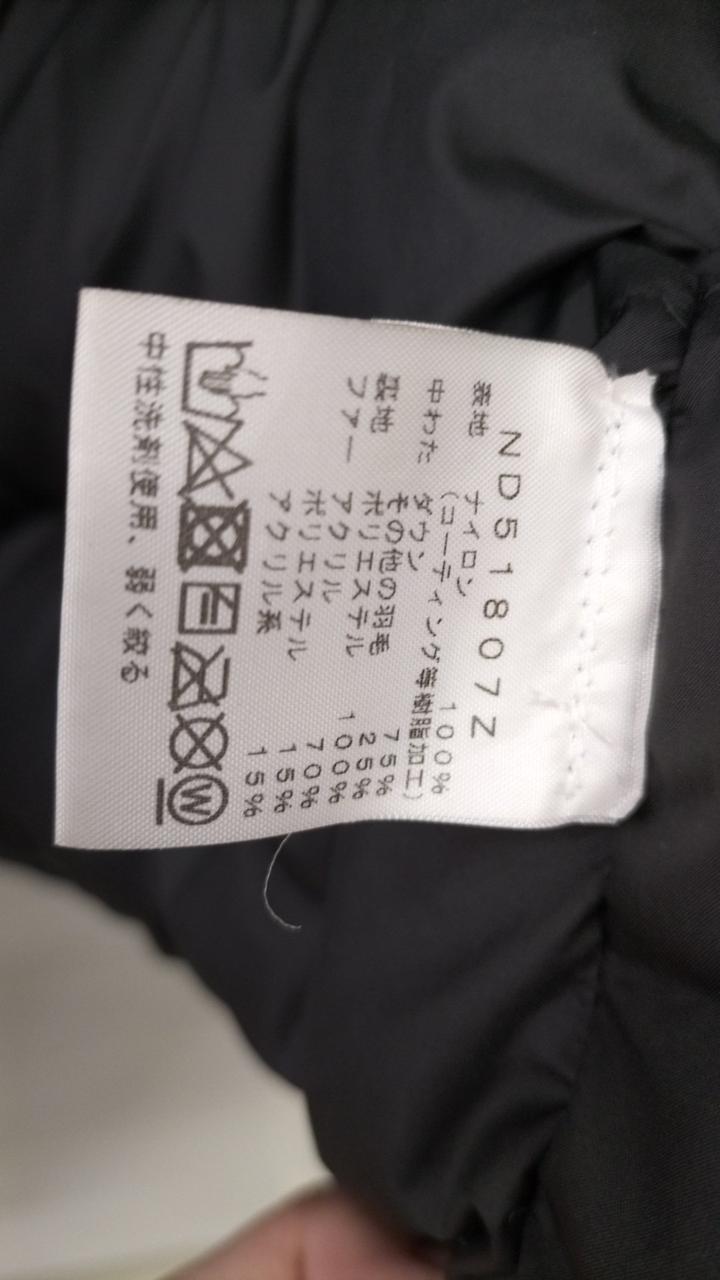 ND51807Z
表地 ナイロン 100%
(コーティング等樹脂加工)
中わた ダウン 75%
その他の羽毛 25%
裏地 ポリエステル 100%
ファー アクリル 70%
ポリエステル 15%
アクリル系 15%
W
中性洗剤使用、弱く絞る